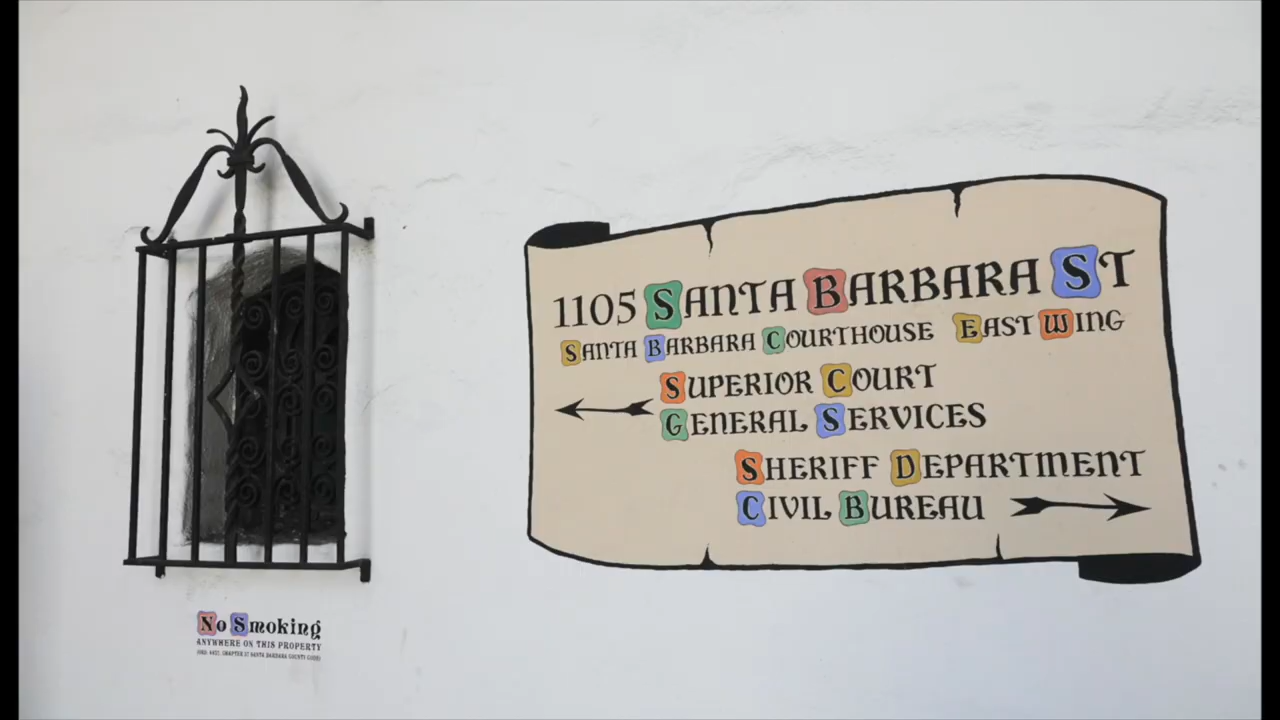 1105 SANTA BARBARA ST
SANTA BARBARA COURTHOUSE EAST WING
SUPERIOR COURT
GENERAL SERVICES
SHERIFF DEPARTMENT
CIVIL BUREAU
No Smoking
ANYWHERE ON THIS PROPERTY